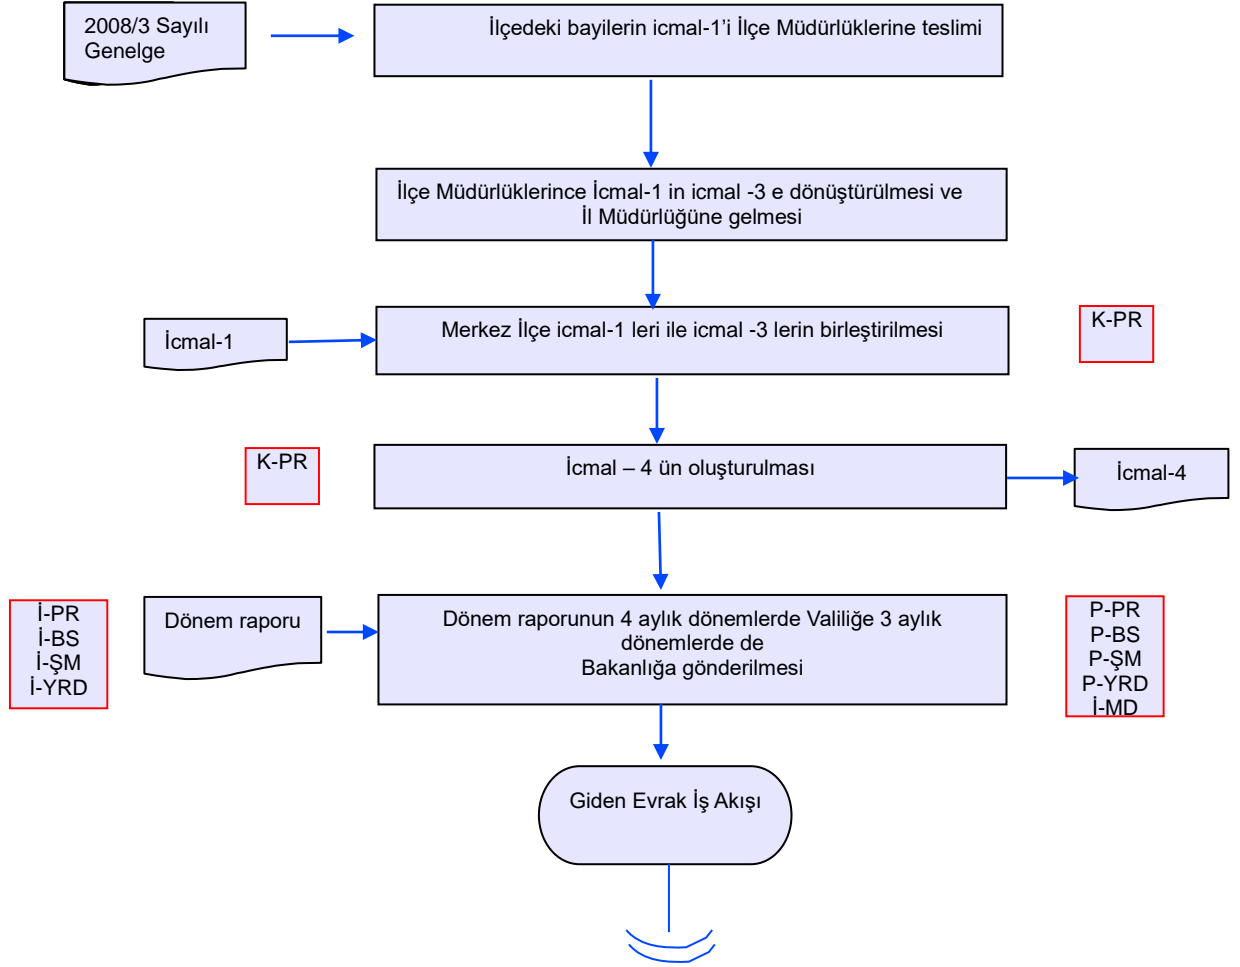 2008/3 Sayılı
Genelge
İlçedeki bayilerin icmal-1’i İlçe Müdürlüklerine teslimi
İlçe Müdürlüklerince İcmal-1 in icmal -3 e dönüştürülmesi ve
İl Müdürlüğüne gelmesi
İcmal-1
Merkez İlçe icmal-1 leri ile icmal -3 lerin birleştirilmesi
K-PR
K-PR
İcmal – 4 ün oluşturulması
İcmal-4
İ-PR
İ-BS
İ-ŞM
İ-YRD
Dönem raporu
Dönem raporunun 4 aylık dönemlerde Valiliğe 3 aylık
dönemlerde de
Bakanlığa gönderilmesi
P-PR
P-BS
P-ŞM
P-YRD
İ-MD
Giden Evrak İş Akışı